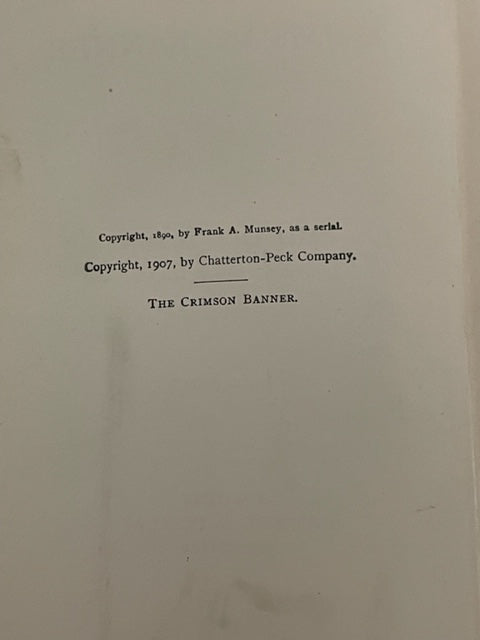 Copyright, 1890, by Frank A. Munsey, as a serial.
Copyright, 1907, by Chatterton-Peck Company.
The Crimson Banner.